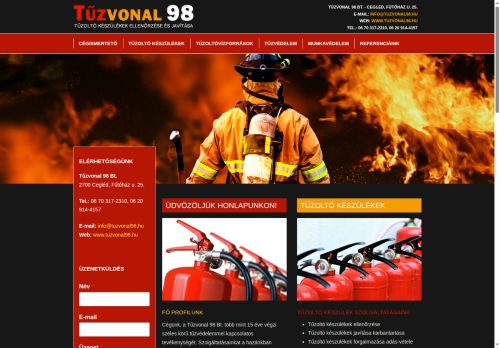 TŰZVONAL 98
TŰZOLTÓ KÉSZÜLÉKEK ELLENŐRZÉSE ÉS JAVÍTÁSA
TŰZVONAL 98 BT. - CEGLÉD, FŰTŐHÁZ U. 25.
E-MAIL: INFO@TUZVONAL98.HU
WEB: WWW.TUZVONAL98.HU
TEL.: 06 70 317-2310, 06 20 914-4157
CÉGISMERTETŐ TŰZOLTÓ KÉSZÜLÉKEK TŰZOLTÓVÍZFORRÁSOK TŰZVÉDELEM MUNKAVÉDELEM REFERENCIÁINK
ELÉRHETŐSÉGÜNK
Tűzvonal 98 Bt.
2700 Cegléd, Fűtőház u. 25.
Tel.: 06 70 317-2310, 06 20
914-4157
E-mail: info@tuzvonal98.hu
Web: www.tuzvonal98.hu
ÜZENETKÜLDÉS
Név
E-mail
Üzenet
ÜDVÖZÖLJÜK HONLAPUNKON!
FŐ PROFILUNK
Cégünk, a Tűzvonal 98 Bt. több mint 15 éve végzi
széles körű tűzvédelemmel kapcsolatos
tevékenységét. Szolgáltatásainkat a hazánkban
TŰZOLTÓ KÉSZÜLÉKEK
TŰZOLTÓ KÉSZÜLÉK SZOLGÁLTATÁSAINK
• Tűzoltó készülékek ellenőrzése
• Tűzoltó készülékek javítása karbantartása
• Tűzoltó készülékek forgalmazása adás-vétele